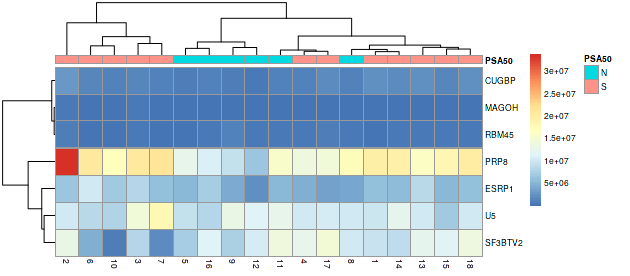 PSA50
PSA50
N
S
CUGBP
MAGOH
RBM45
PRP8
ESRP1
U5
SF3BTV2
3e+07
2.5e+07
2e+07
1.5e+07
1e+07
5e+06
2 6 10 3 7 5 16 9 12 11 4 17 8 1 14 13 15 18